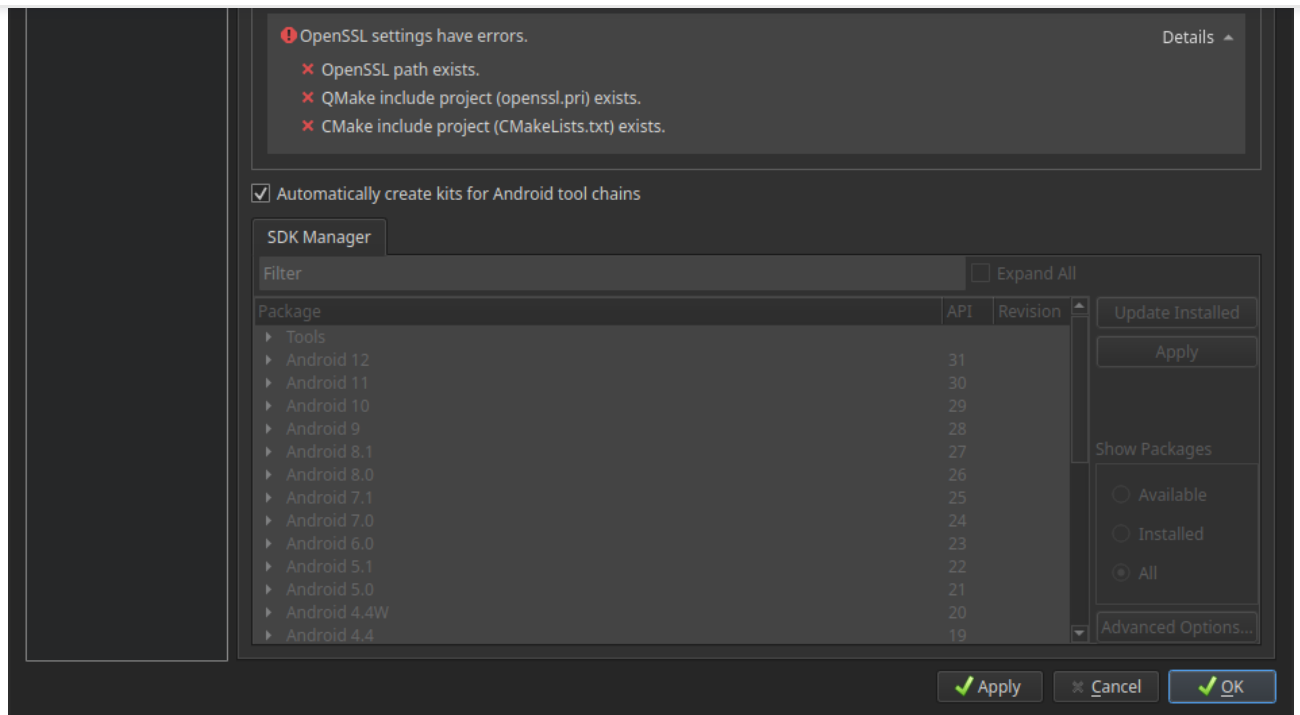 OpenSSL settings have errors. Details
OpenSSL path exists.
QMake include project (openssl.pri) exists.
CMake include project (CMakeLists.txt) exists.
Automatically create kits for Android tool chains
SDK Manager
Filter Expand All
Package API Revision Update Installed
Tools
Android 12 31 Apply
Android 11 30
Android 10 29
Android 9 28
Android 8.1 27 Show Packages
Android 8.0 26
Android 7.1 25 Available
Android 7.0 24
Android 6.0 23 Installed
Android 5.1 22 All
Android 5.0 21
Android 4.4W 20
Android 4.4 19 Advanced Options...
Apply Cancel OK